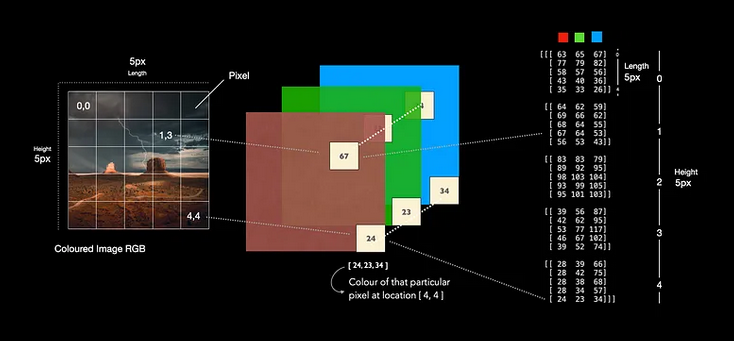 5px
Length
Pixel
0,0
1,3
Height
5px
4,4
Coloured Image RGB
67
34
23
24
[ 24,23,34 ]
Colour of that particular
pixel at location [ 4, 4 ]
[[[ 63 65 67]
[ 77 79 82]
[ 58 57 56]
[ 43 40 36]
[ 35 33 26]]
[[ 64 62 59]
[ 69 66 62]
[ 68 64 55]
[ 67 64 53]
[ 56 53 43]]
[[ 83 83 79]
[ 89 92 95]
[ 98 103 104]
[ 93 99 105]
[ 95 101 103]]
[[ 39 56 87]
[ 42 62 95]
[ 53 77 117]
[ 46 67 102]
[ 39 52 74]]
[[ 28 39 66]
[ 28 42 75]
[ 28 38 68]
[ 28 34 57]
[ 24 23 34]]]
Length
5px
0
1
2
3
4
Height
5px